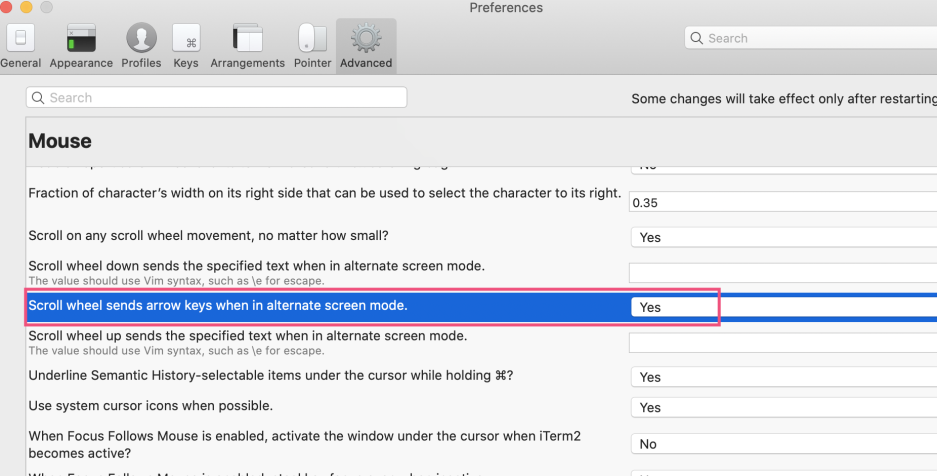 Preferences
General Appearance Profiles Keys Arrangements Pointer Advanced
Search
Search
Some changes will take effect only after restarting
Mouse
Fraction of character's width on its right side that can be used to select the character to its right.
0.35
Scroll on any scroll wheel movement, no matter how small?
Yes
Scroll wheel down sends the specified text when in alternate screen mode.
The value should use Vim syntax, such as \e for escape.
Scroll wheel sends arrow keys when in alternate screen mode.
Yes
Scroll wheel up sends the specified text when in alternate screen mode.
The value should use Vim syntax, such as \e for escape.
Underline Semantic History-selectable items under the cursor while holding ⌘?
Yes
Use system cursor icons when possible.
Yes
When Focus Follows Mouse is enabled, activate the window under the cursor when iTerm2
becomes active?
No